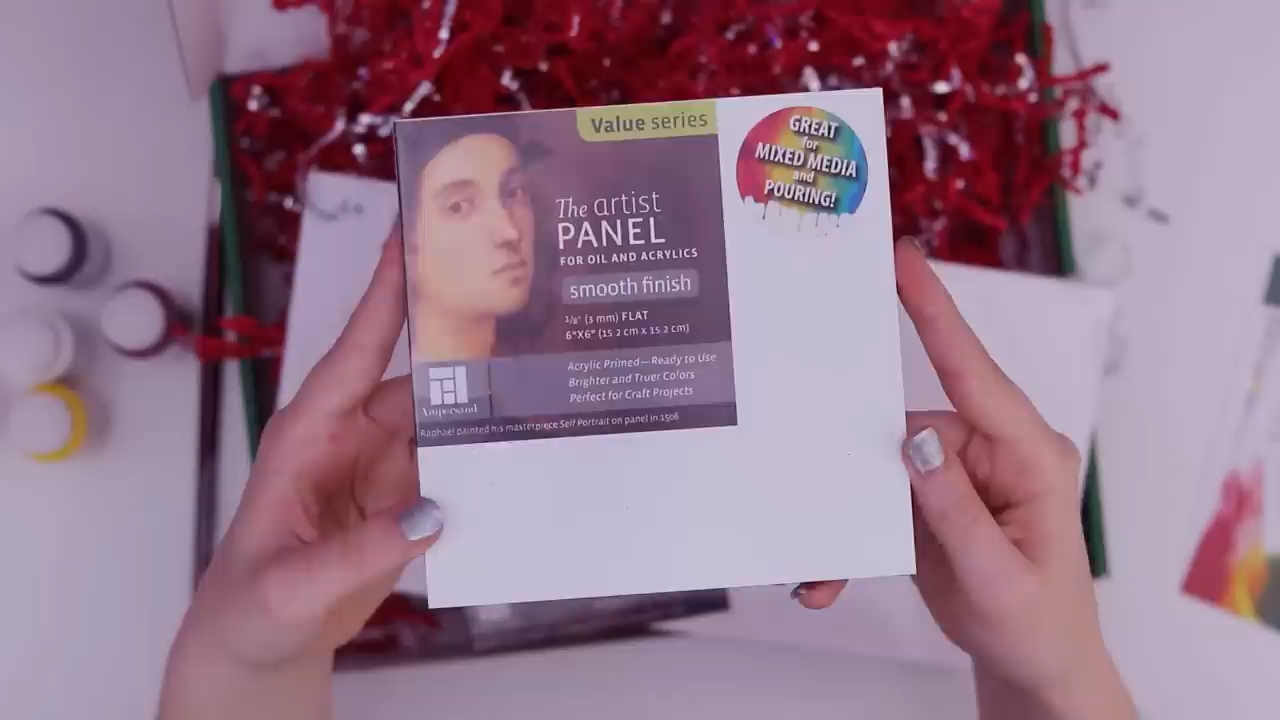 Value series
The artist
PANEL
FOR OIL AND ACRYLICS
smooth finish
1/8" (3 mm) FLAT
6"X6" (15.2 cm x 15.2 cm)
Acrylic Primed—Ready to Use
Brighter and Truer Colors
Perfect for Craft Projects
Ampersand
Raphael painted his masterpiece Self Portrait on panel in 1506
GREAT
for
MIXED MEDIA
and
POURING!